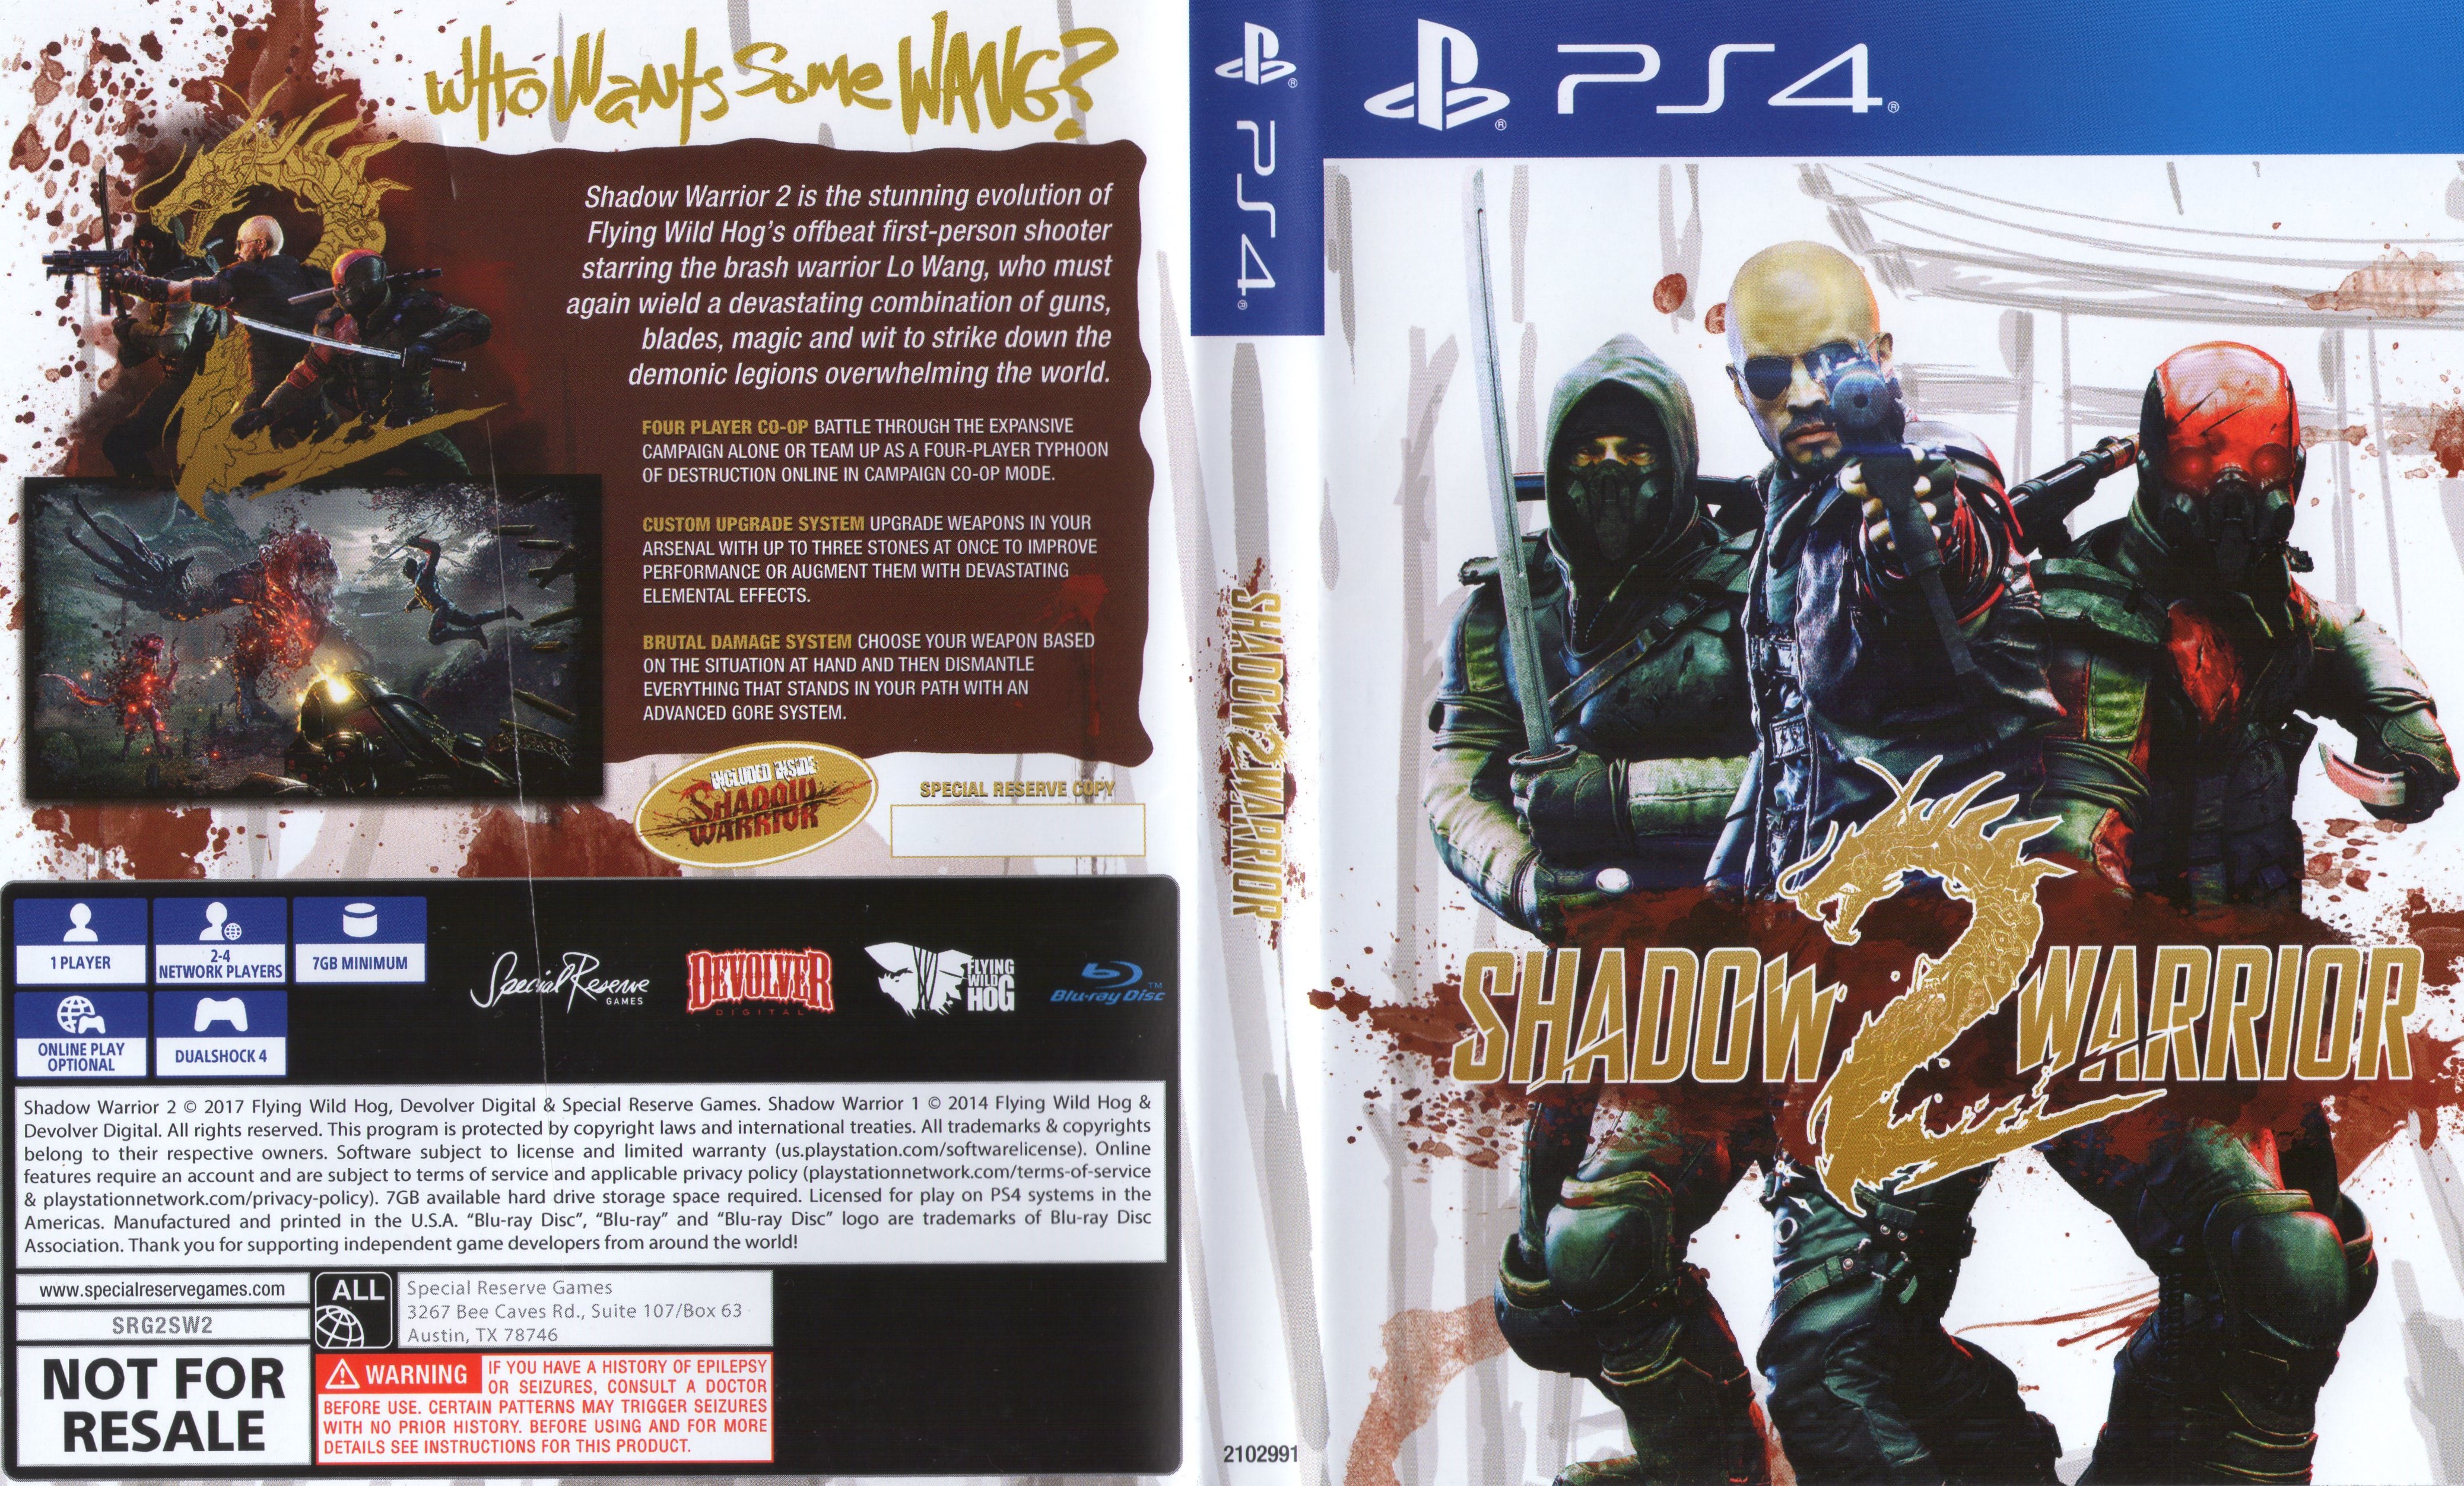 WHO WANTS SOME WANG?
Shadow Warrior 2 is the stunning evolution of
Flying Wild Hog's offbeat first-person shooter
starring the brash warrior Lo Wang, who must
again wield a devastating combination of guns,
blades, magic and wit to strike down the
demonic legions overwhelming the world.
FOUR PLAYER CO-OP BATTLE THROUGH THE EXPANSIVE
CAMPAIGN ALONE OR TEAM UP AS A FOUR-PLAYER TYPHOON
OF DESTRUCTION ONLINE IN CAMPAIGN CO-OP MODE.
CUSTOM UPGRADE SYSTEM UPGRADE WEAPONS IN YOUR
ARSENAL WITH UP TO THREE STONES AT ONCE TO IMPROVE
PERFORMANCE OR AUGMENT THEM WITH DEVASTATING
ELEMENTAL EFFECTS.
BRUTAL DAMAGE SYSTEM CHOOSE YOUR WEAPON BASED
ON THE SITUATION AT HAND AND THEN DISMANTLE
EVERYTHING THAT STANDS IN YOUR PATH WITH AN
ADVANCED GORE SYSTEM.
INCLUDED INSIDE
SHADOW
WARRIOR
SPECIAL RESERVE COPY
1 PLAYER
2-4
NETWORK PLAYERS
7GB MINIMUM
ONLINE PLAY
OPTIONAL
DUALSHOCK 4
Special Reserve
GAMES
DEVOLVER
DIGITAL
FLYING
WILD
HOG
Blu-ray Disc™
Shadow Warrior 2 © 2017 Flying Wild Hog, Devolver Digital & Special Reserve Games. Shadow Warrior 1 © 2014 Flying Wild Hog &
Devolver Digital. All rights reserved. This program is protected by copyright laws and international treaties. All trademarks & copyrights
belong to their respective owners. Software subject to license and limited warranty (us.playstation.com/softwarelicense). Online
features require an account and are subject to terms of service and applicable privacy policy (playstationnetwork.com/terms-of-service
& playstationnetwork.com/privacy-policy). 7GB available hard drive storage space required. Licensed for play on PS4 systems in the
Americas. Manufactured and printed in the U.S.A. “Blu-ray Disc”, “Blu-ray” and “Blu-ray Disc” logo are trademarks of Blu-ray Disc
Association. Thank you for supporting independent game developers from around the world!
www.specialreservegames.com
SRG2SW2
NOT FOR
RESALE
ALL
Special Reserve Games
3267 Bee Caves Rd., Suite 107/Box 63
Austin, TX 78746
WARNING IF YOU HAVE A HISTORY OF EPILEPSY
OR SEIZURES, CONSULT A DOCTOR
BEFORE USE. CERTAIN PATTERNS MAY TRIGGER SEIZURES
WITH NO PRIOR HISTORY. BEFORE USING AND FOR MORE
DETAILS SEE INSTRUCTIONS FOR THIS PRODUCT.
PS4®
SHADOW 2 WARRIOR
2102991
PS4®
SHADOW 2 WARRIOR